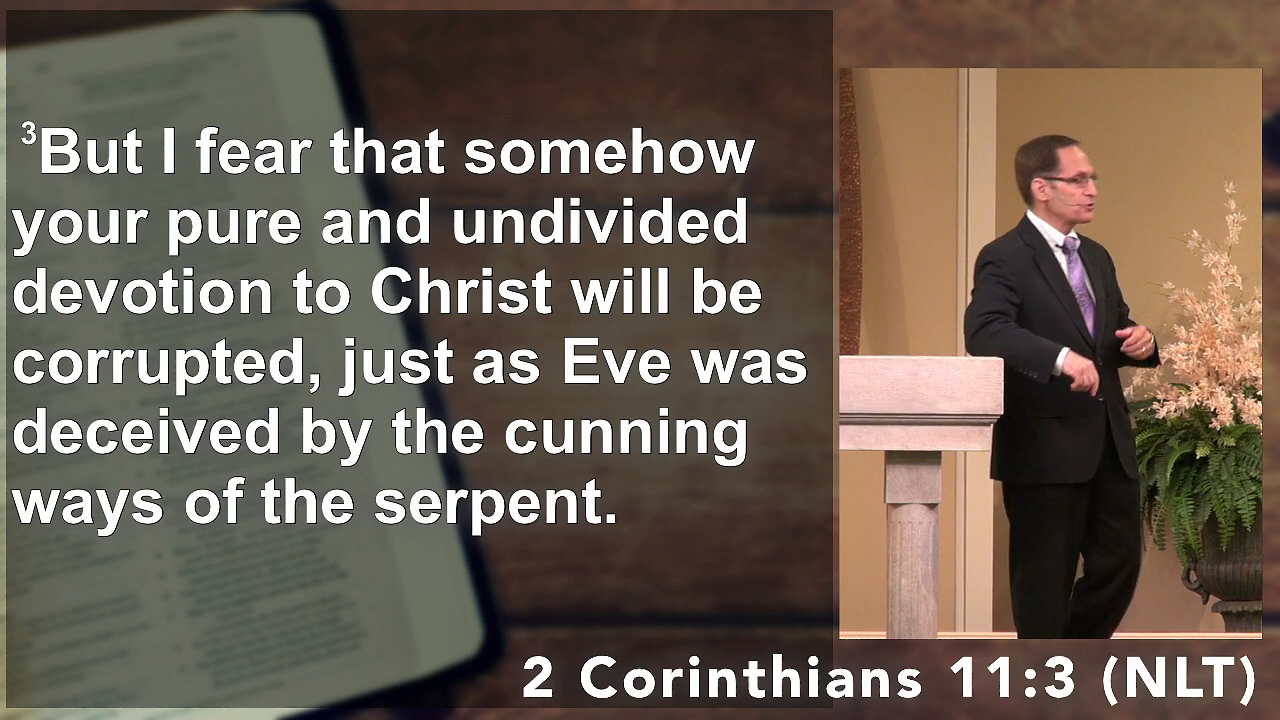 3But I fear that somehow
your pure and undivided
devotion to Christ will be
corrupted, just as Eve was
deceived by the cunning
ways of the serpent.
2 Corinthians 11:3 (NLT)